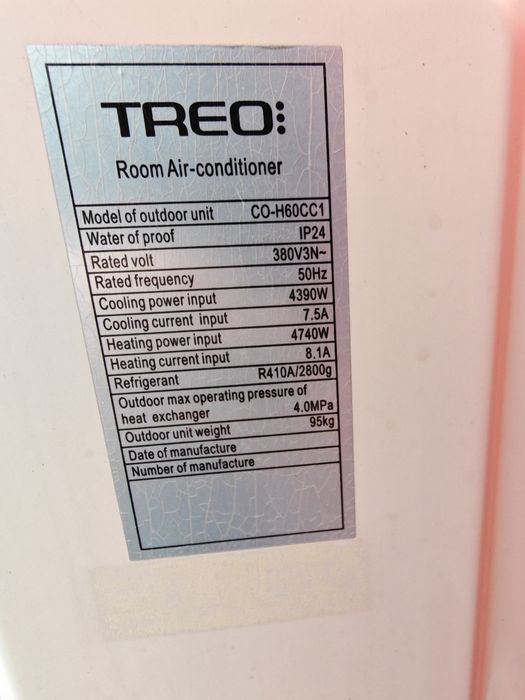 TREO
Room Air-conditioner
Model of outdoor unit CO-H60CC1
Water of proof IP24
Rated volt 380V3N~
Rated frequency 50Hz
Cooling power input 4390W
Cooling current input 7.5A
Heating power input 4740W
Heating current input 8.1A
Refrigerant R410A/2800g
Outdoor max operating pressure of
heat exchanger 4.0MPa
Outdoor unit weight 95kg
Date of manufacture
Number of manufacture